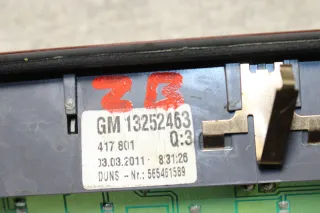 ZB
GM 13252463
417 801 Q:3
03.03.2011 - 8:31:26
DUNS - Nr.: 565461589